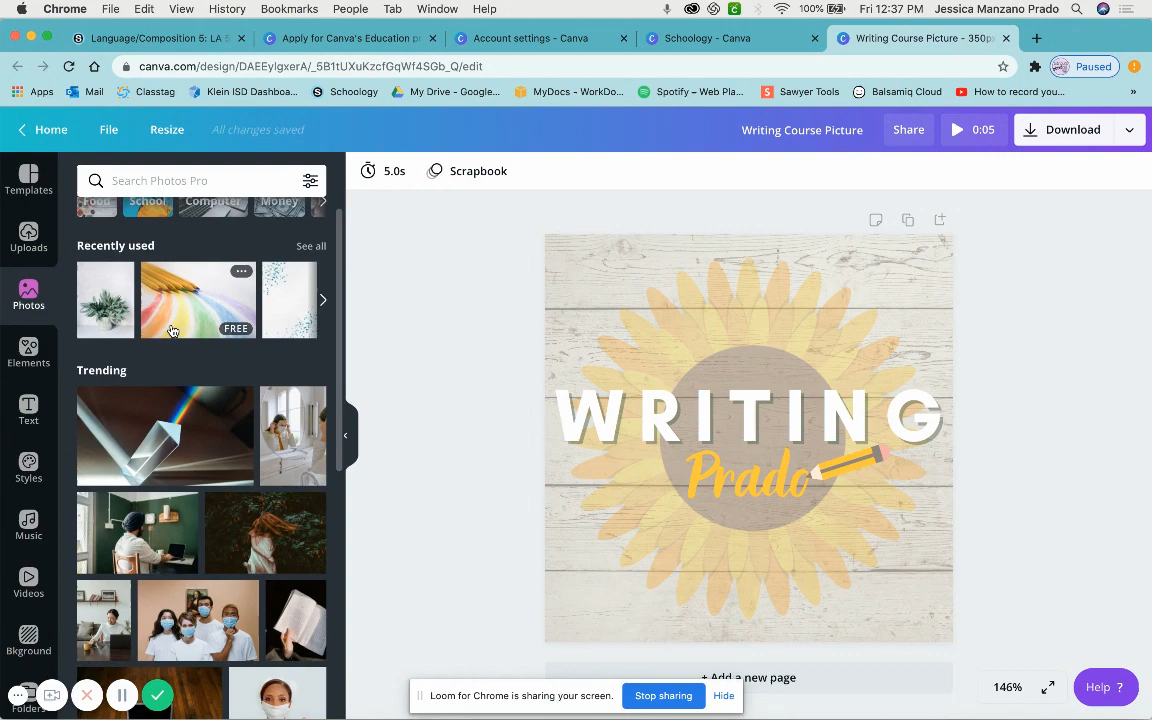 Chrome File Edit View History Bookmarks People Tab Window Help 100% Fri 12:37 PM Jessica Manzano Prado
Language/Composition 5: LA 5 Apply for Canva's Education pr Account settings - Canva Schoology - Canva Writing Course Picture - 350px
canva.com/design/DAEEylgxerA/_5B1tUXuKzcfGqWf4SGb_Q/edit Paused
Apps Mail Classtag Klein ISD Dashboa... Schoology My Drive - Google... MyDocs - WorkDo... Spotify – Web Pla... Sawyer Tools Balsamiq Cloud How to record you... »
Home File Resize All changes saved Writing Course Picture Share 0:05 Download
Templates
Uploads
Photos
Elements
Text
Styles
Music
Videos
Bkground
Folders
Search Photos Pro
Food School Computer Money
Recently used See all
FREE
Trending
5.0s Scrapbook
WRITING
Prado
+ Add a new page
Loom for Chrome is sharing your screen. Stop sharing Hide
146% Help ?